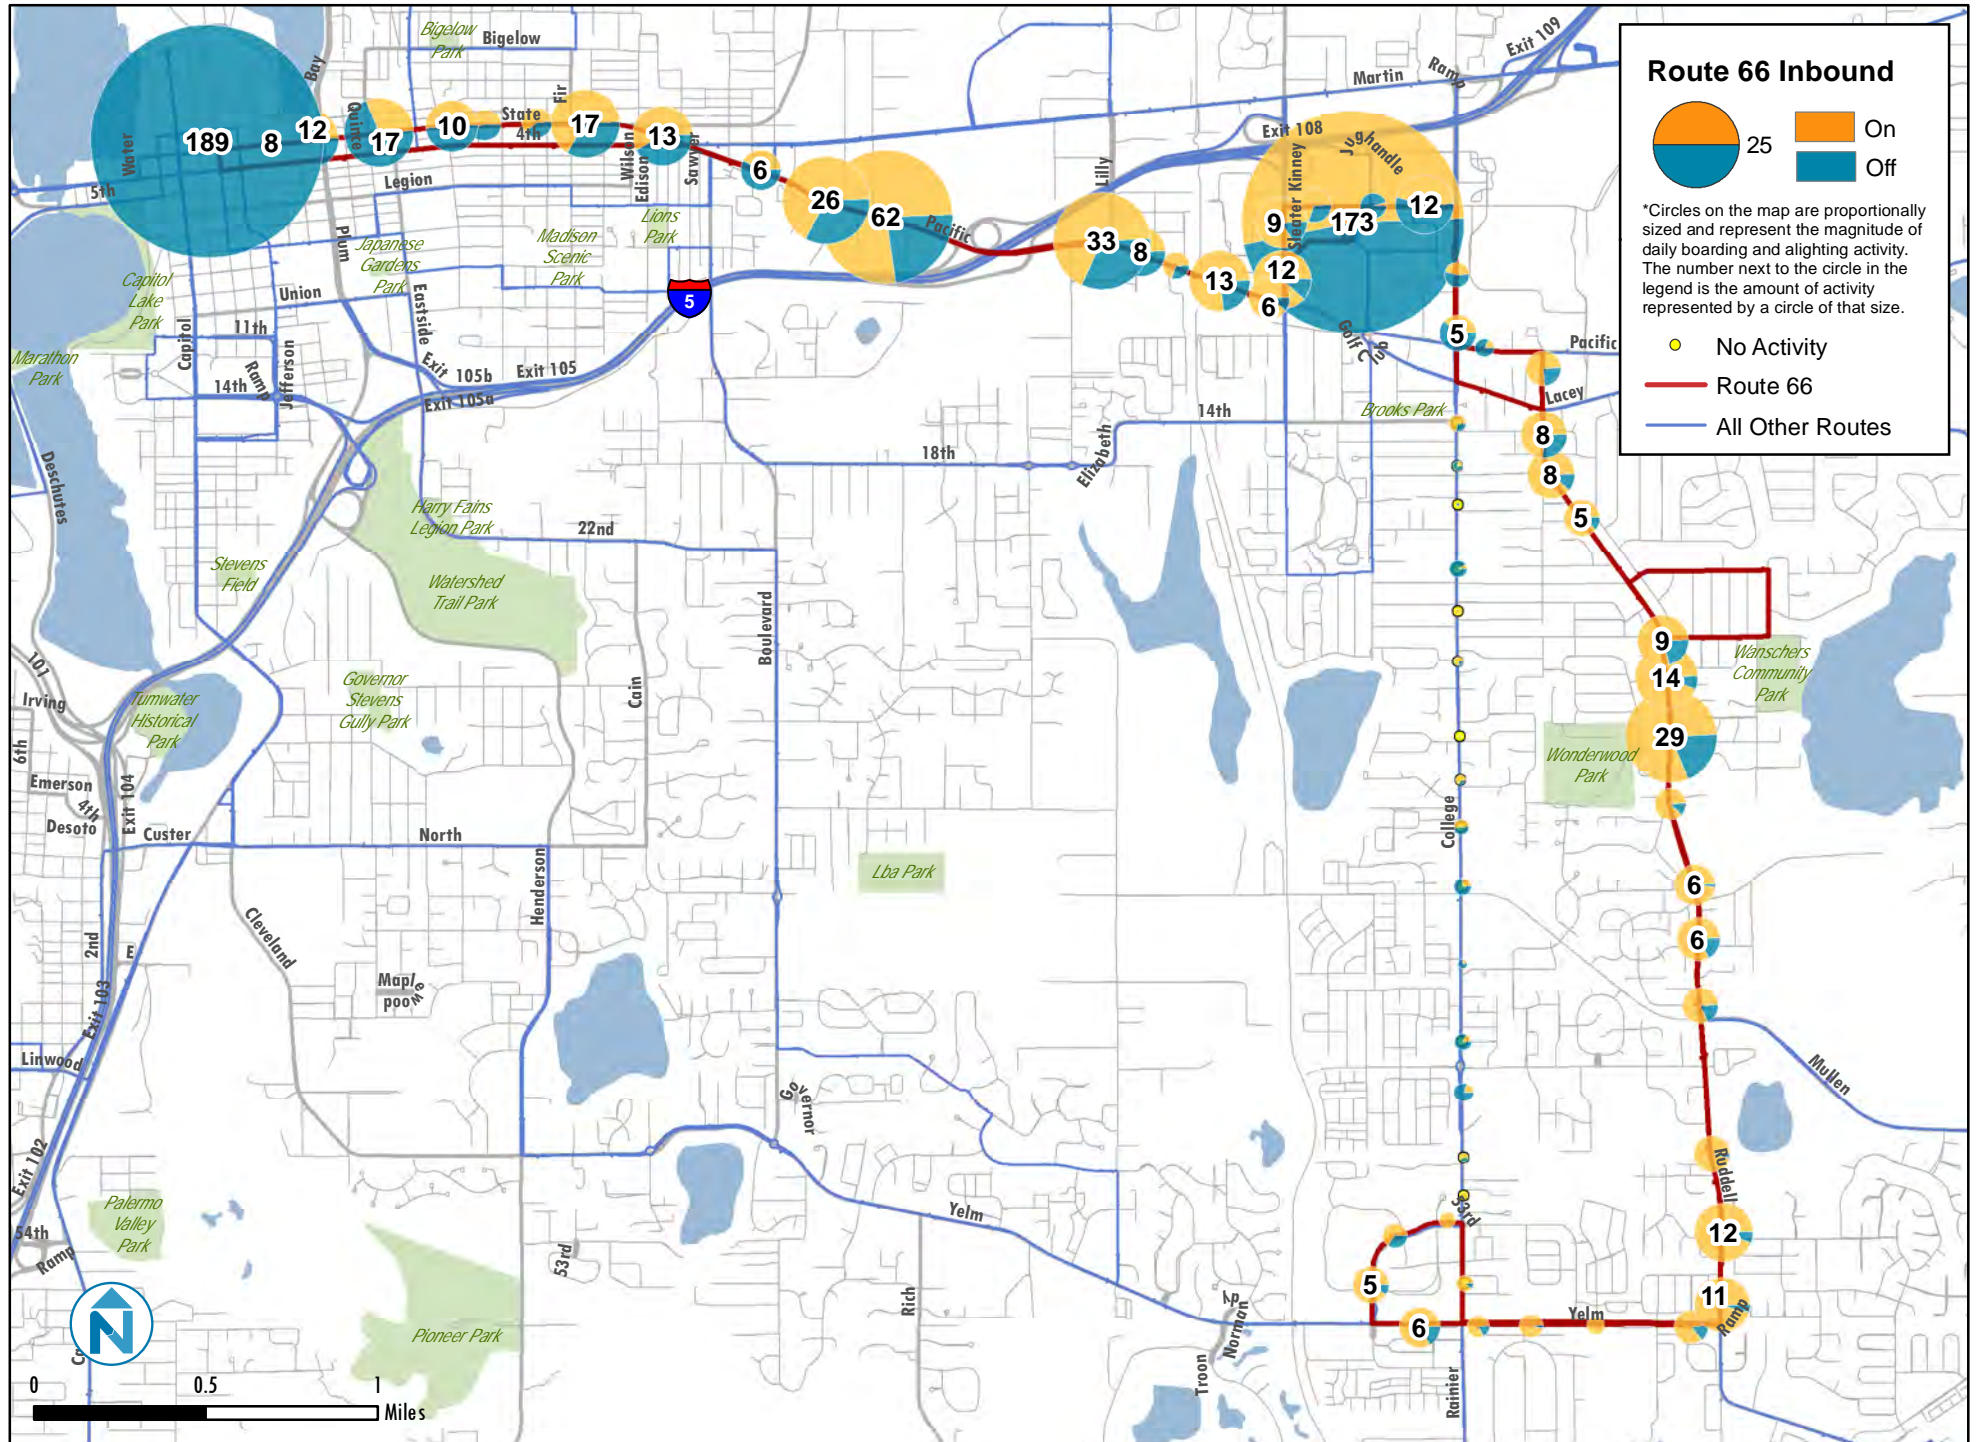 Route 66 Inbound
25
On
Off
*Circles on the map are proportionally
sized and represent the magnitude of
daily boarding and alighting activity.
The number next to the circle in the
legend is the amount of activity
represented by a circle of that size.
No Activity
Route 66
All Other Routes
Bigelow
Park
Bigelow
Bay
Exit 109
Ramp
Martin
Exit 108
Jughandle
Water
189
8
12
Quince
17
10
State
4th
Fir
17
Wilson
Edison
13
Sawyer
6
26
62
Pacific
Lilly
33
8
13
12
6
9
Sleater Kinney
173
12
5th
Legion
Plum
Japanese
Gardens
Park
Madison
Scenic
Park
Lions
Park
5
Capitol
Lake
Park
Union
Eastside
11th
Capitol
Jefferson
Ramp
14th
Exit
105b
Exit 105
Exit 105a
Marathon
Park
Golf Club
5
Pacific
Lacey
Brooks Park
14th
18th
Elizabeth
8
8
5
Deschutes
Harry Fains
Legion Park
22nd
Stevens
Field
Watershed
Trail Park
Boulevard
9
14
29
Wanschers
Community
Park
Wonderwood
Park
101
Irving
6th
Tumwater
Historical
Park
Governor
Stevens
Gully Park
Cain
Emerson
4th
Desoto
Exit 104
Custer
North
College
Lba Park
6
6
Henderson
Cleveland
2nd
E
Maplewood
Exit 103
Linwood
Governor
Mullen
Exit 102
Palermo
Valley
Park
54th
Ramp
Yelm
53rd
53rd
Ruddell
12
11
Ramp
5
6
Yelm
Rich
Pioneer Park
Troon
Norman
Rainier
N
0
0.5
1
Miles